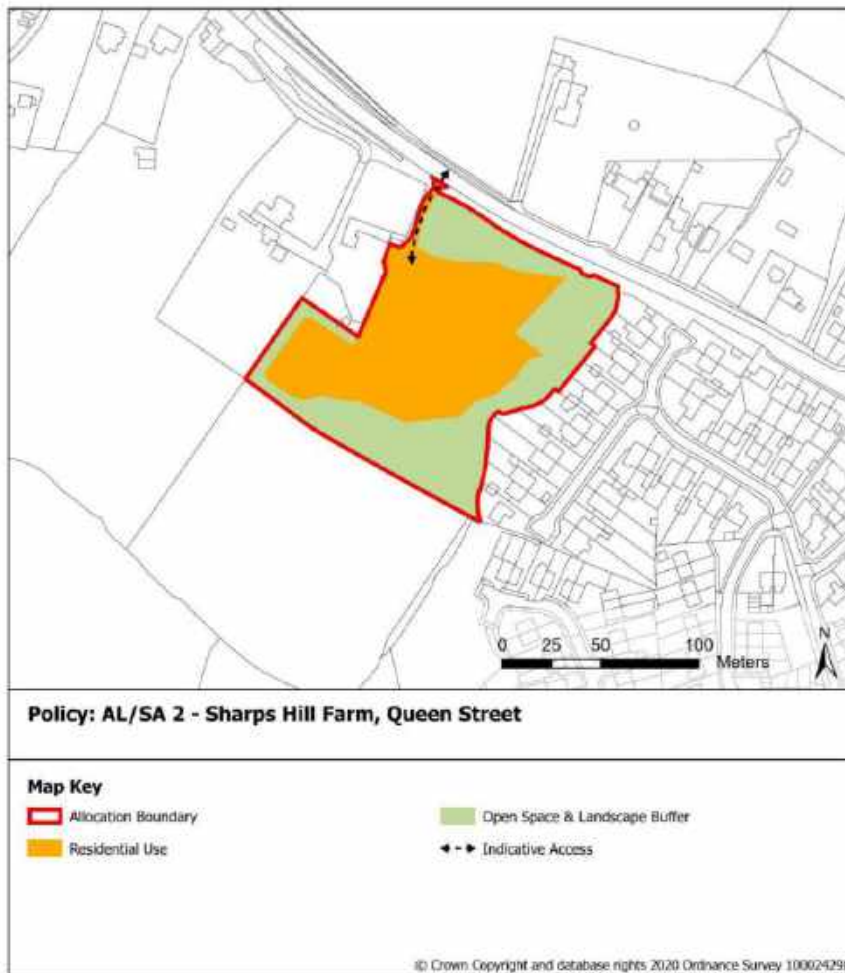 0 25 50 100
Meters
N
Policy: AL/SA 2 - Sharps Hill Farm, Queen Street
Map Key
Allocation Boundary
Open Space & Landscape Buffer
Residential Use
Indicative Access
© Crown Copyright and database rights 2020 Ordnance Survey 100024298